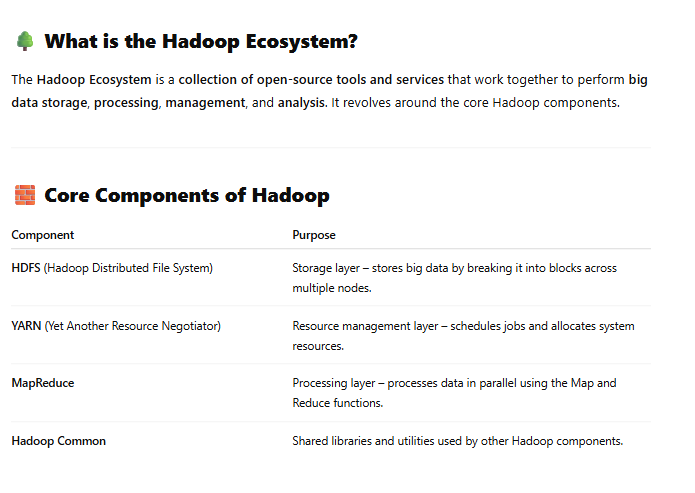 What is the Hadoop Ecosystem?
The Hadoop Ecosystem is a collection of open-source tools and services that work together to perform big
data storage, processing, management, and analysis. It revolves around the core Hadoop components.
Core Components of Hadoop
Component Purpose
HDFS (Hadoop Distributed File System) Storage layer – stores big data by breaking it into blocks across
multiple nodes.
YARN (Yet Another Resource Negotiator) Resource management layer – schedules jobs and allocates system
resources.
MapReduce Processing layer – processes data in parallel using the Map and
Reduce functions.
Hadoop Common Shared libraries and utilities used by other Hadoop components.